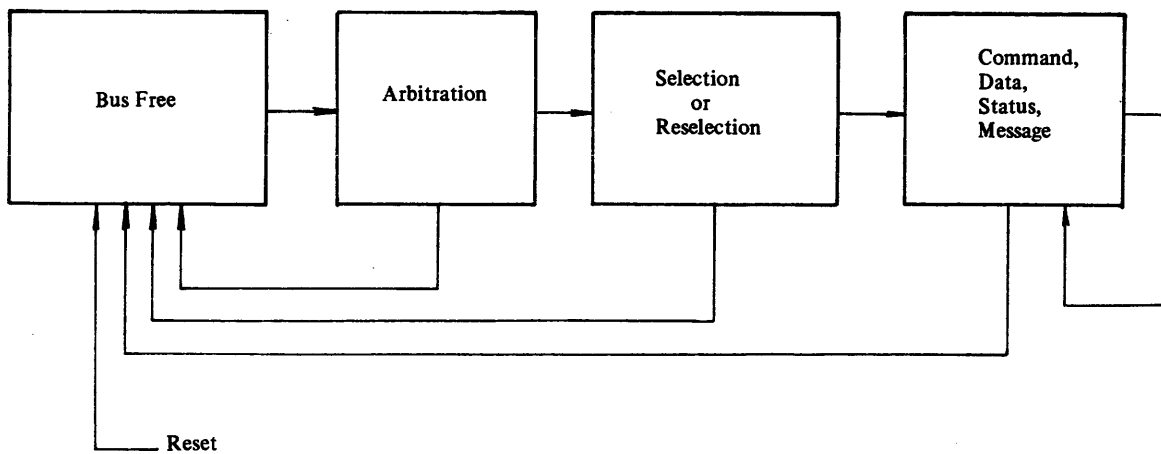 Bus Free
Arbitration
Selection
or
Reselection
Command,
Data,
Status,
Message
Reset